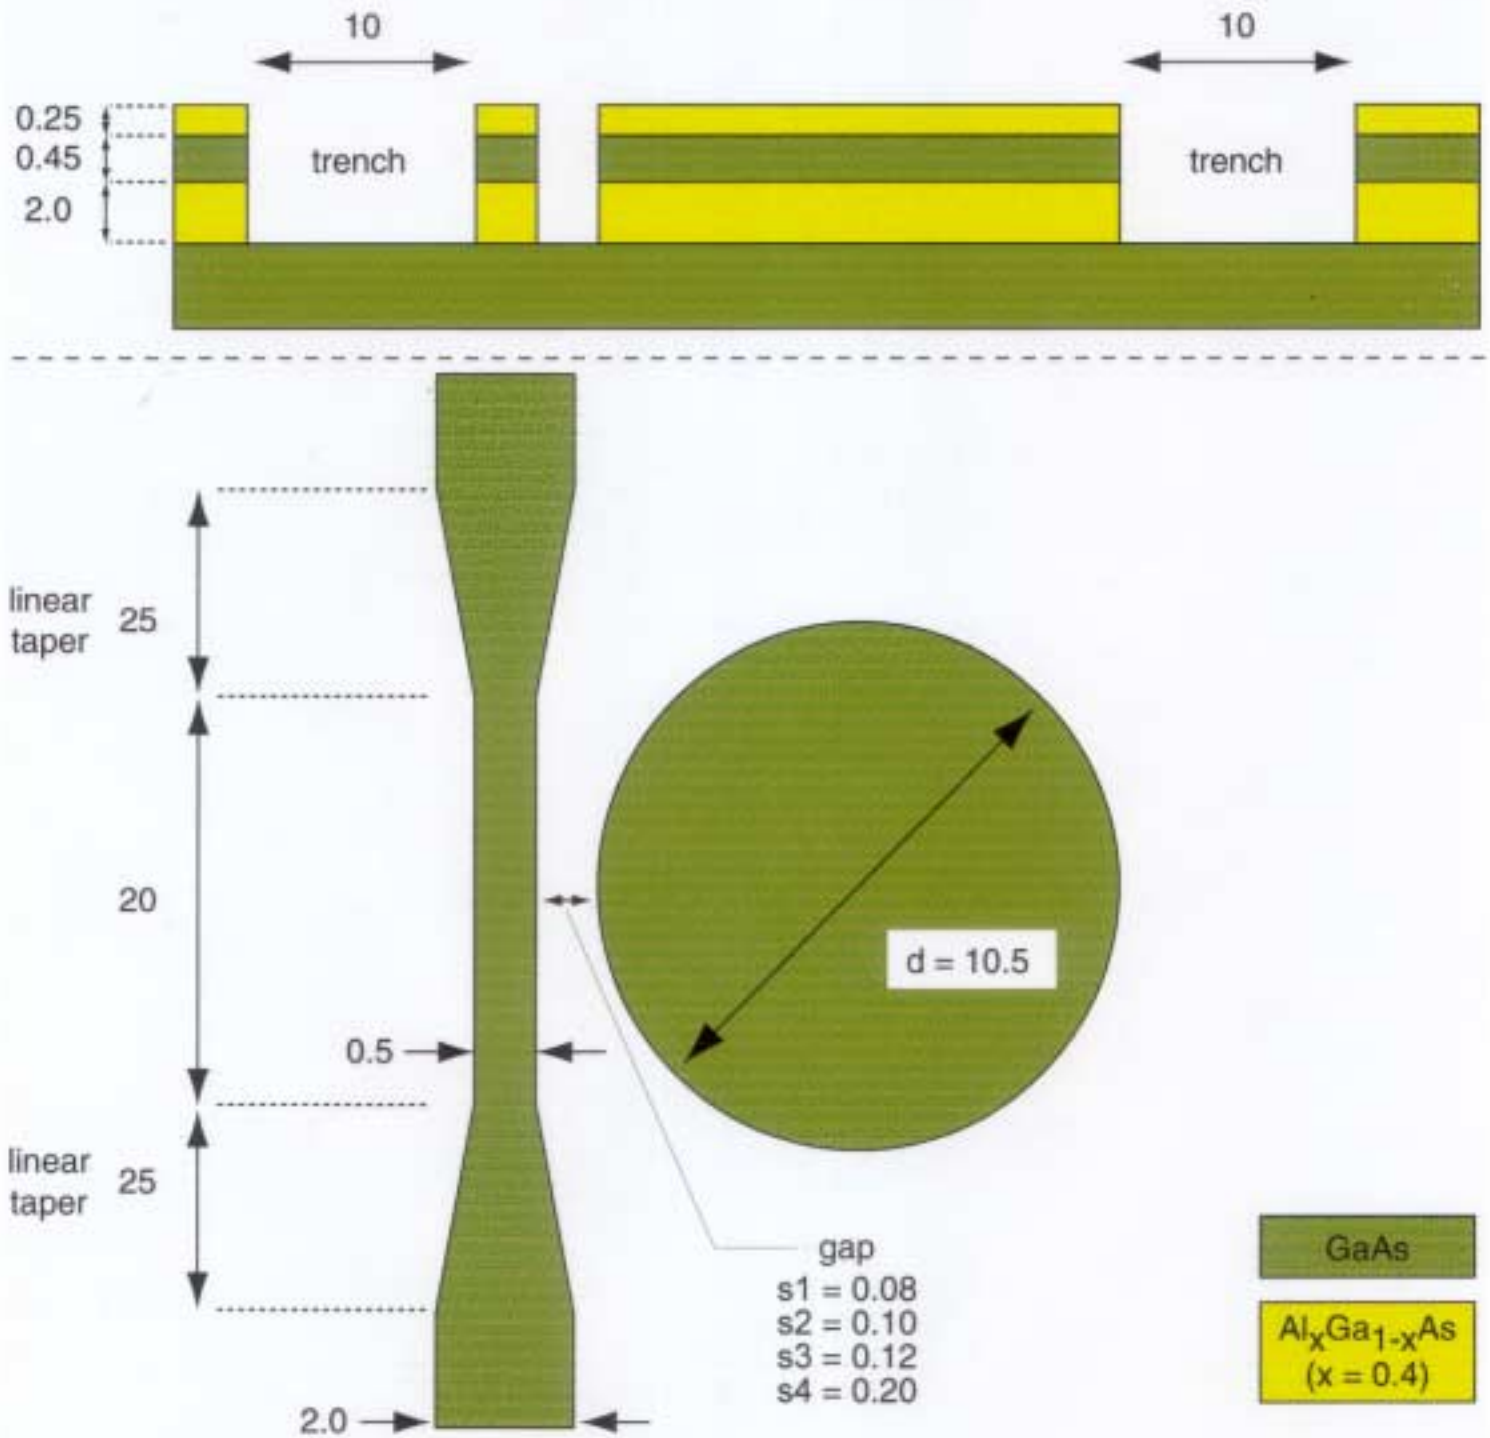 10
10
0.25
0.45
2.0
trench
trench
linear
taper
25
20
0.5
d = 10.5
linear
taper
25
gap
s1 = 0.08
s2 = 0.10
s3 = 0.12
s4 = 0.20
2.0
GaAs
AlxGa1-xAs
(x = 0.4)